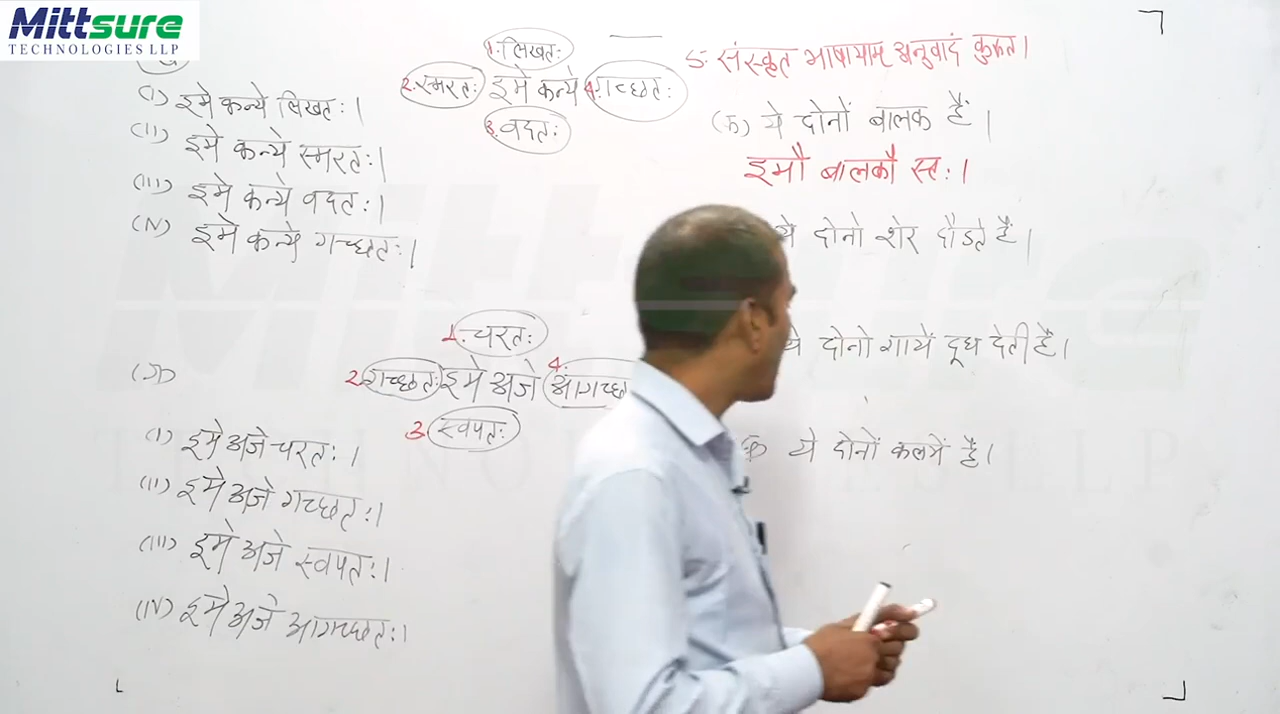 Mittsure
TECHNOLOGIES LLP
(I) इमे कन्ये लिखतः।
(II) इमे कन्ये स्मरतः।
(III) इमे कन्ये वदतः।
(IV) इमे कन्ये गच्छतः।
1. लिखतः
2. स्मरतः इमे कन्ये 4. गच्छतः
3. वदतः
1. चरतः
2. गच्छतः इमे अजे 4. आगच्छ
3. स्वपतः
(I) इमे अजे चरतः।
(II) इमे अजे गच्छतः।
(III) इमे अजे स्वपतः।
(IV) इमे अजे आगच्छतः।
5. संस्कृत भाषायाम् अनुवादं कुरुत।
(क) ये दोनों बालक हैं।
इमौ बालकौ स्तः।
ये दोनो शेर दौडते हैं।
ये दोनो गायें दूध देती हैं।
ये दोनों कलमें हैं।